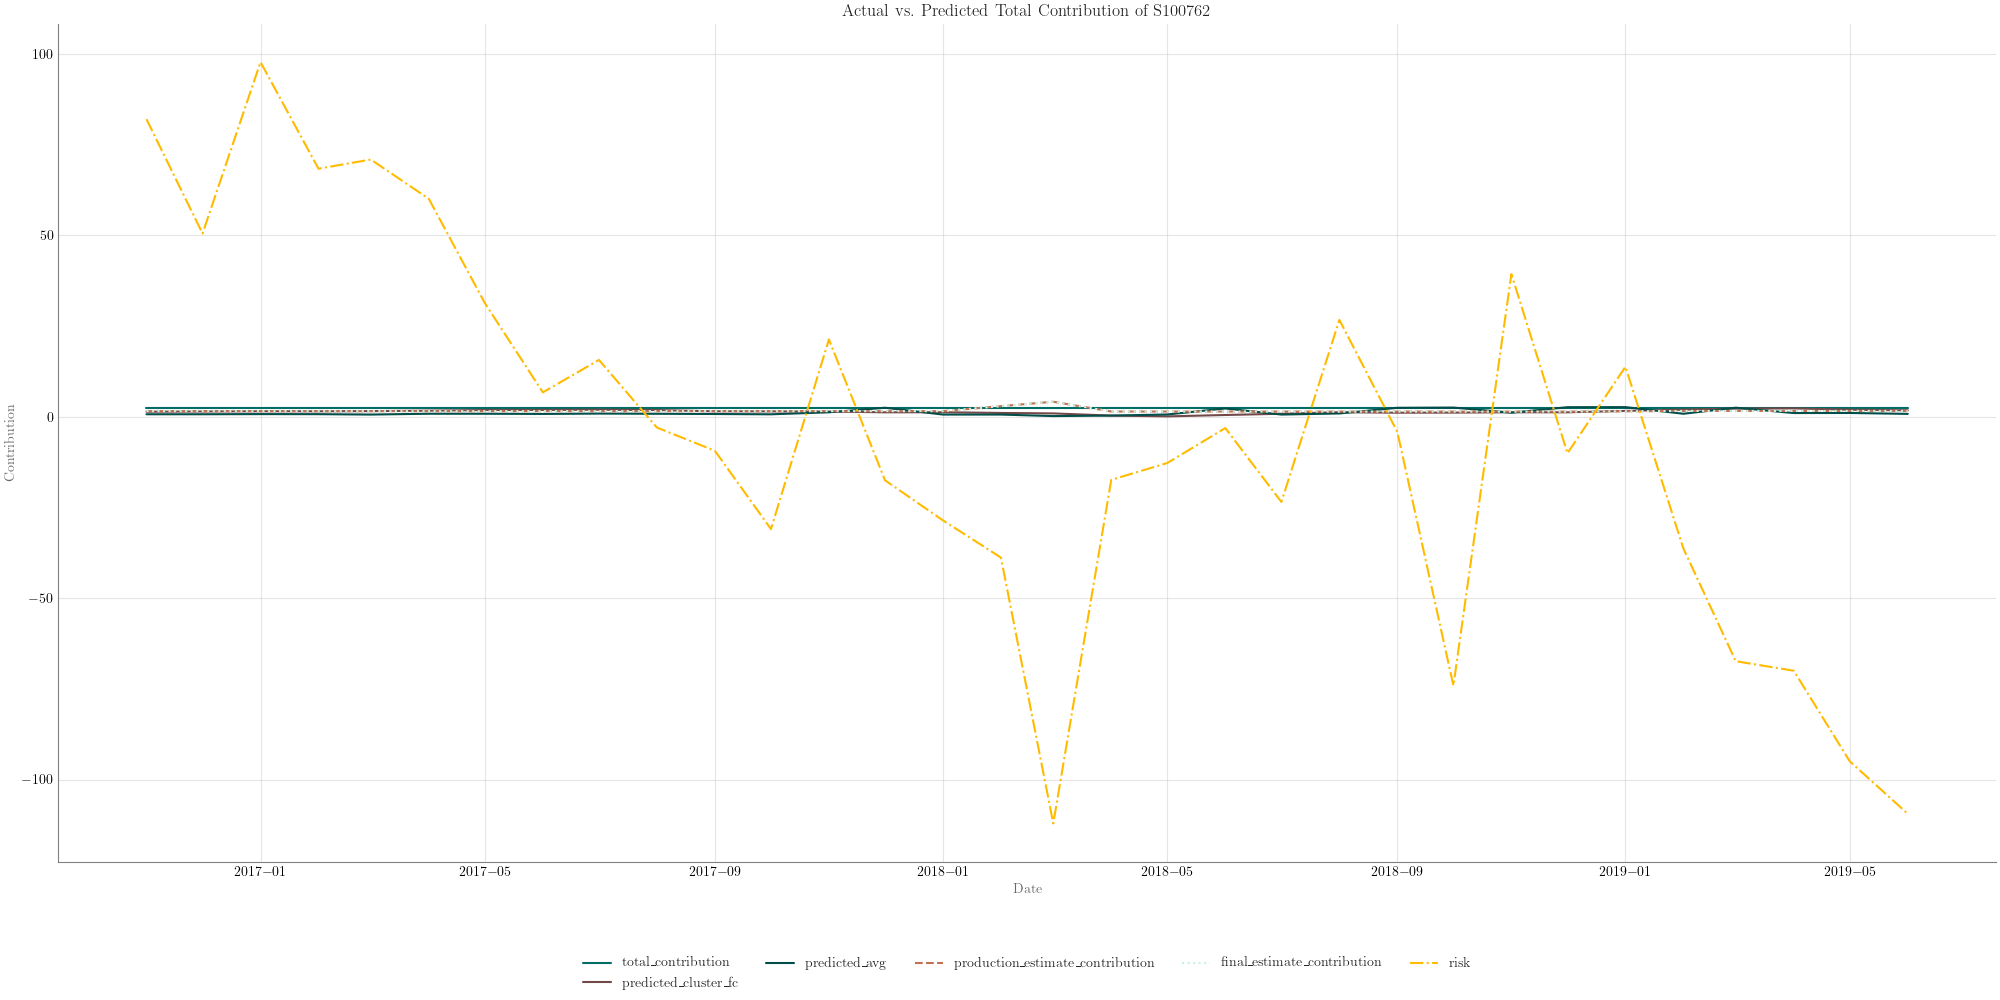 Actual vs. Predicted Total Contribution of S100762
100
50
0
−50
−100
Contribution
2017−01
2017−05
2017−09
2018−01
2018−05
2018−09
2019−01
2019−05
Date
total_contribution
predicted_avg
production_estimate_contribution
final_estimate_contribution
risk
predicted_cluster_fc